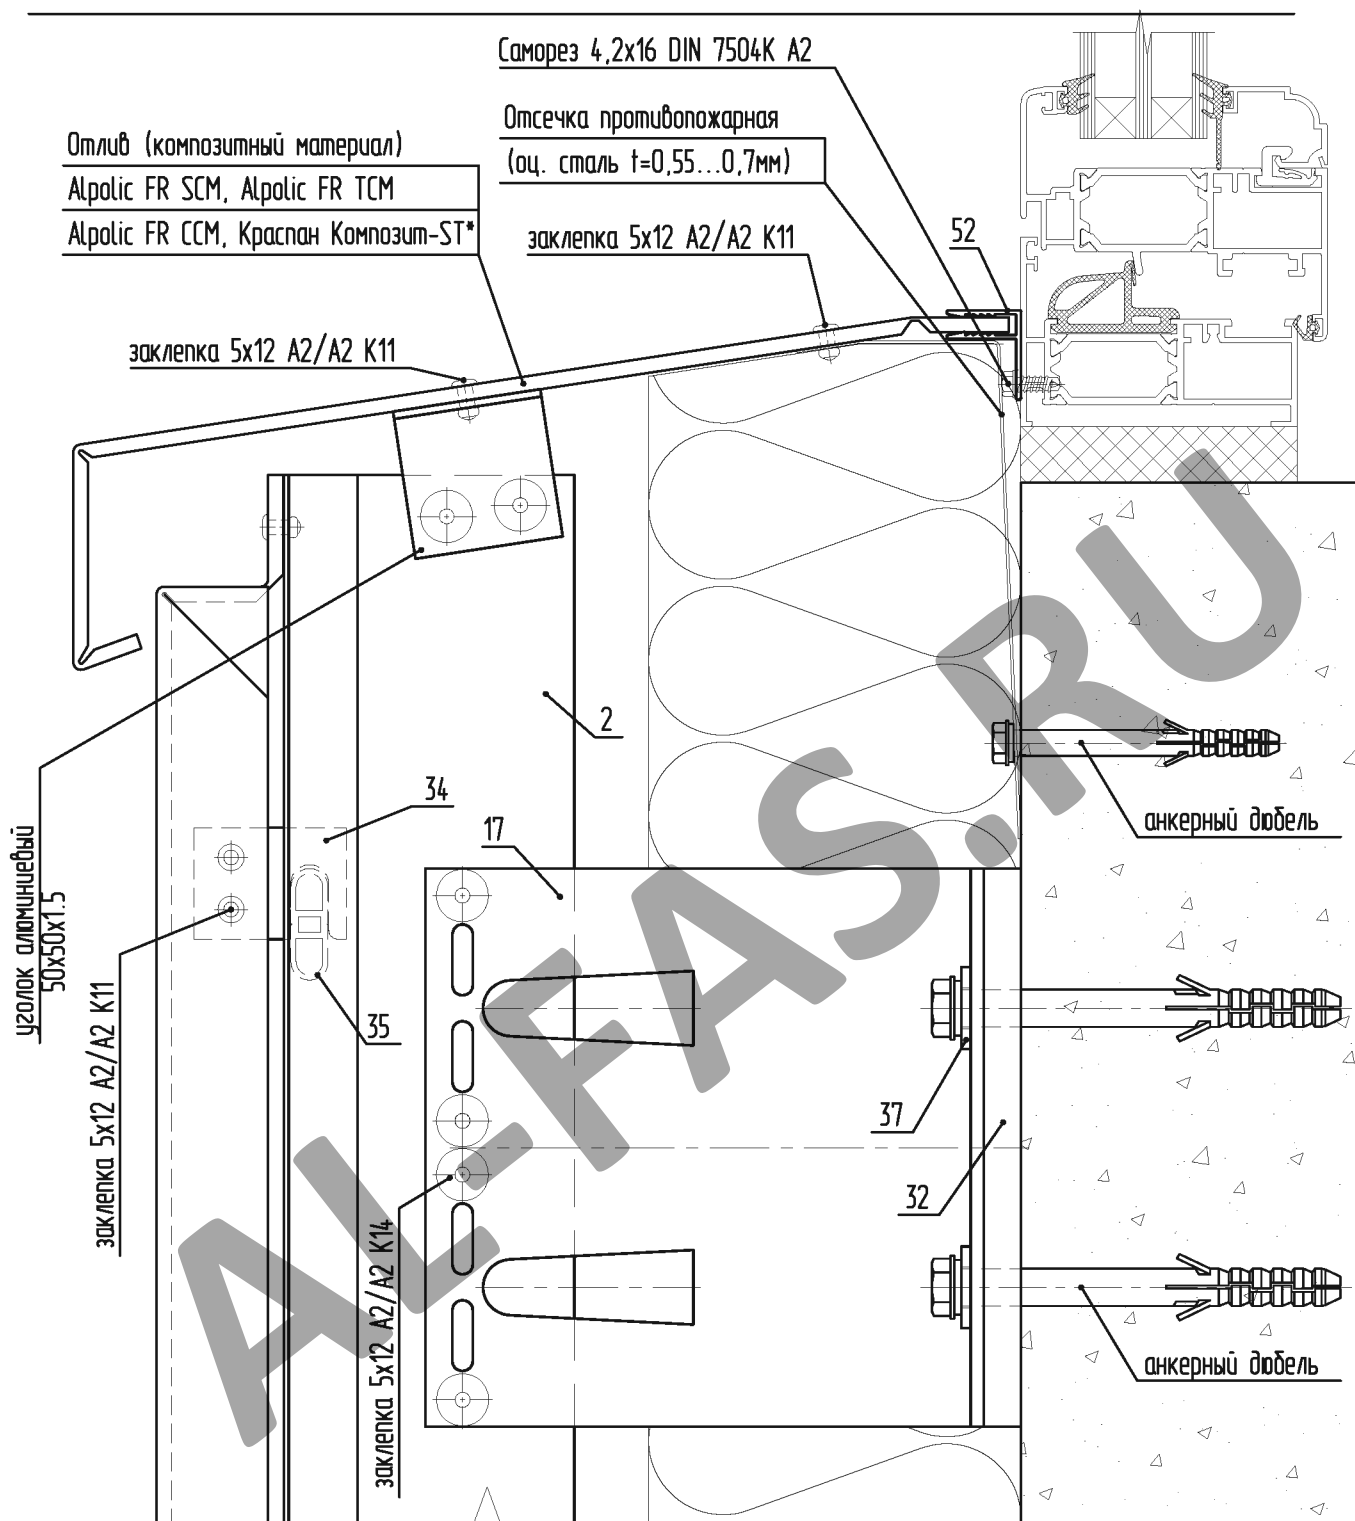 Саморез 4,2x16 DIN 7504K A2
Отсечка противопожарная
(оц. сталь t=0,55...0,7мм)
Отлив (композитный материал)
Alpolic FR SCM, Alpolic FR TCM
Alpolic FR CCM, Краспан Композит-ST*
заклепка 5x12 A2/A2 K11
52
заклепка 5x12 A2/A2 K11
2
34
17
анкерный дюбель
уголок алюминиевый
50x50x1.5
заклепка 5x12 A2/A2 K11
35
37
32
заклепка 5x12 A2/A2 K14
анкерный дюбель
AL-FAS.RU